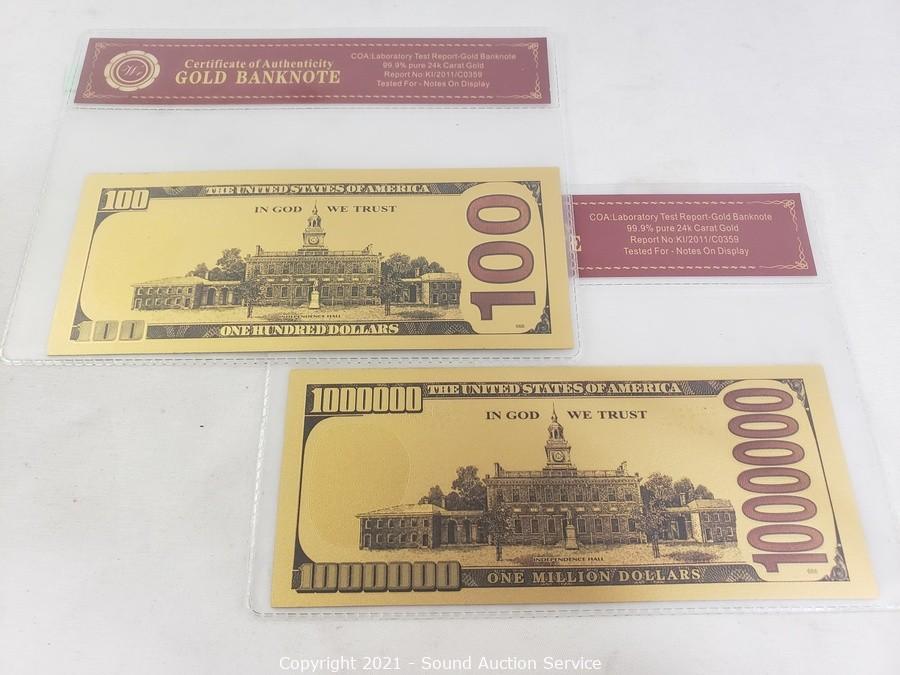 Certificate of Authenticity
GOLD BANKNOTE
COA:Laboratory Test Report-Gold Banknote
99.9% pure 24k Carat Gold
Report No:KI/2011/C0359
Tested For - Notes On Display
100
THE UNITED STATES OF AMERICA
IN GOD WE TRUST
100
INDEPENDENCE HALL
100
ONE HUNDRED DOLLARS
E
COA:Laboratory Test Report-Gold Banknote
99.9% pure 24k Carat Gold
Report No:KI/2011/C0359
Tested For - Notes On Display
1000000
THE UNITED STATES OF AMERICA
IN GOD WE TRUST
1000000
INDEPENDENCE HALL
1000000
ONE MILLION DOLLARS
Copyright 2021 - Sound Auction Service